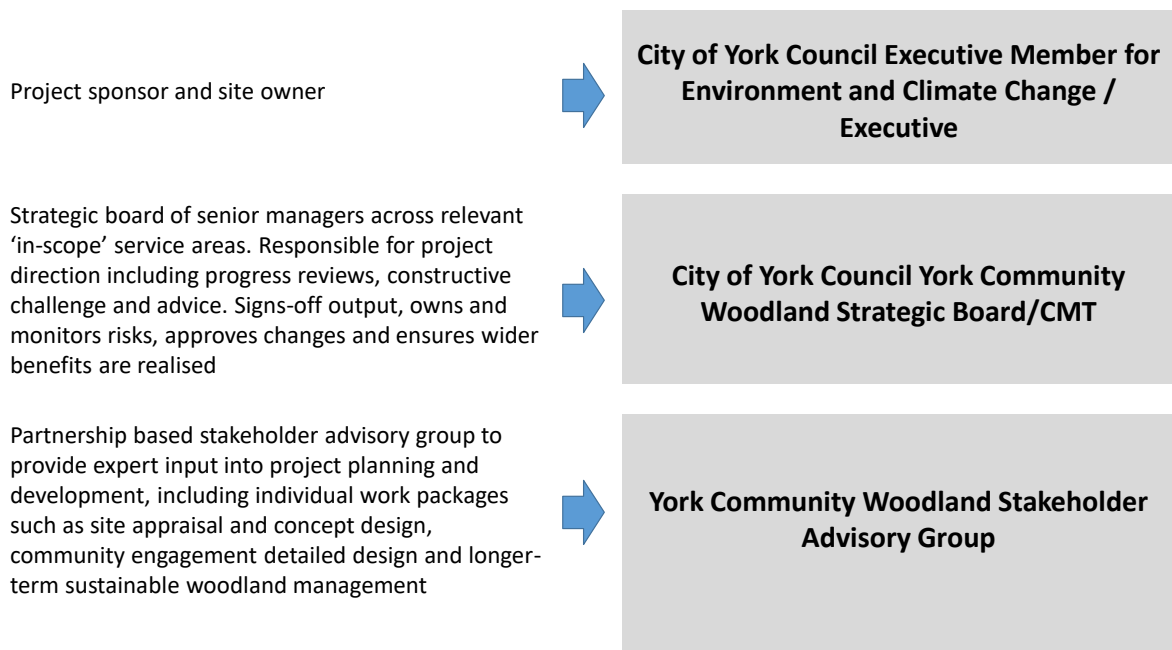 Project sponsor and site owner
City of York Council Executive Member for
Environment and Climate Change /
Executive
Strategic board of senior managers across relevant
‘in-scope’ service areas. Responsible for project
direction including progress reviews, constructive
challenge and advice. Signs-off output, owns and
monitors risks, approves changes and ensures wider
benefits are realised
City of York Council York Community
Woodland Strategic Board/CMT
Partnership based stakeholder advisory group to
provide expert input into project planning and
development, including individual work packages
such as site appraisal and concept design,
community engagement detailed design and longer-
term sustainable woodland management
York Community Woodland Stakeholder
Advisory Group